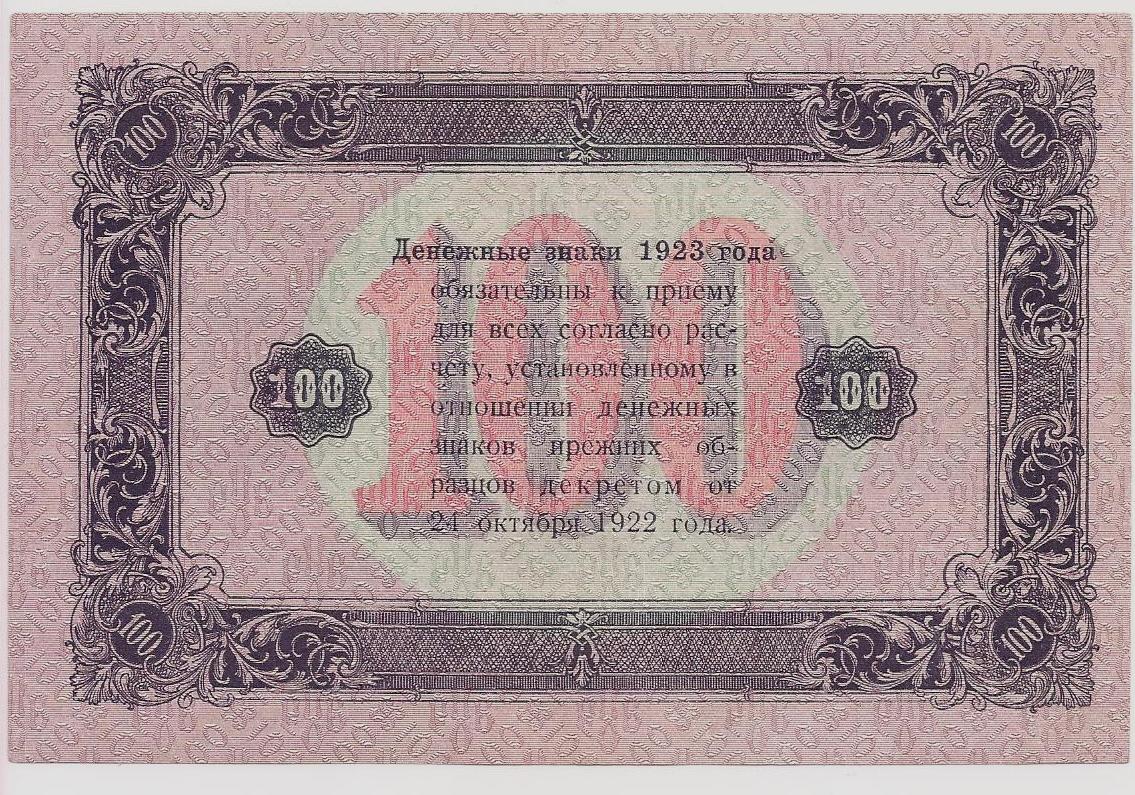 100 100
Денежные знаки 1923 года
обязательны к приему
для всех согласно рас-
чету, установленному в
100 100 100
отношении денежных
знаков прежних об-
разцов декретом от
24 октября 1922 года.
100 100